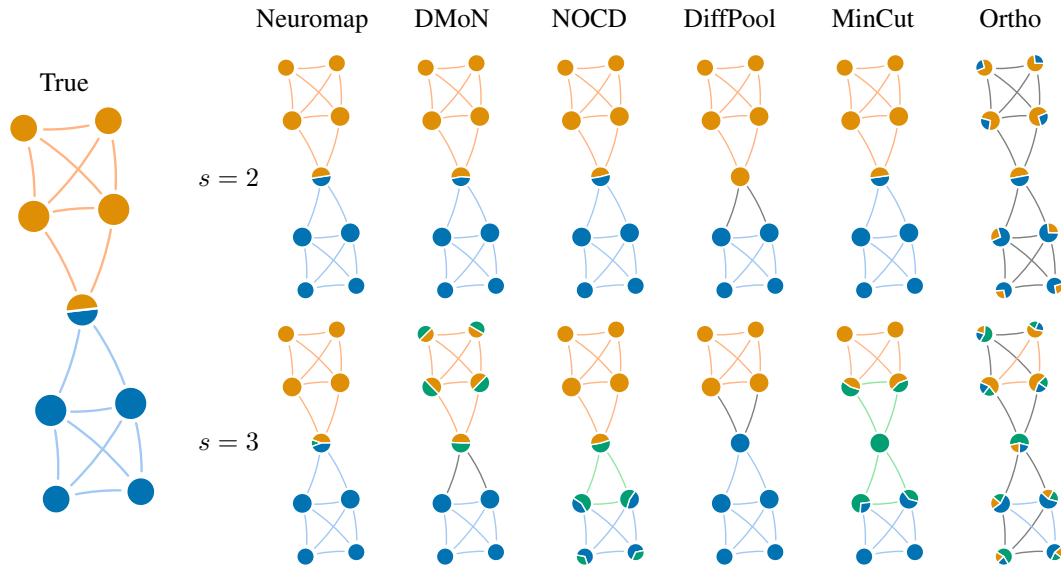 Neuromap DMoN NOCD DiffPool MinCut Ortho
True
s = 2
s = 3